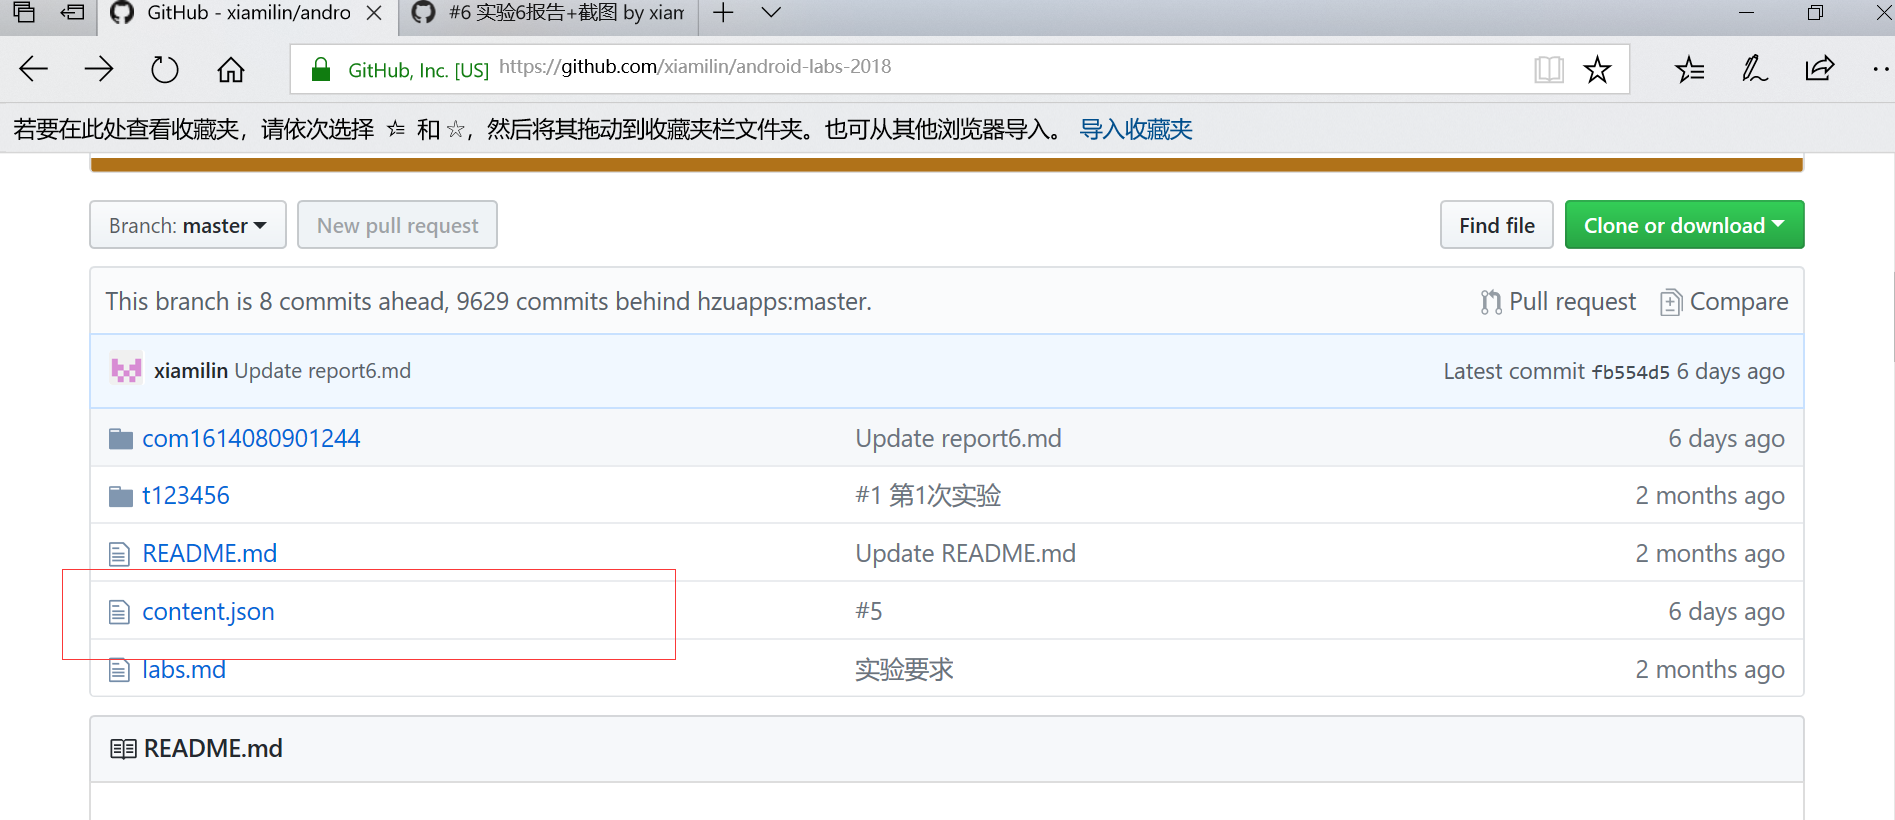 GitHub - xiamilin/andro
#6 实验6报告+截图 by xiam
GitHub, Inc. [US] https://github.com/xiamilin/android-labs-2018
若要在此处查看收藏夹，请依次选择 和 ，然后将其拖动到收藏夹栏文件夹。也可从其他浏览器导入。 导入收藏夹
Branch: master New pull request Find file Clone or download
This branch is 8 commits ahead, 9629 commits behind hzuapps:master. Pull request Compare
xiamilin Update report6.md Latest commit fb554d5 6 days ago
com1614080901244 Update report6.md 6 days ago
t123456 #1 第1次实验 2 months ago
README.md Update README.md 2 months ago
content.json #5 6 days ago
labs.md 实验要求 2 months ago
README.md